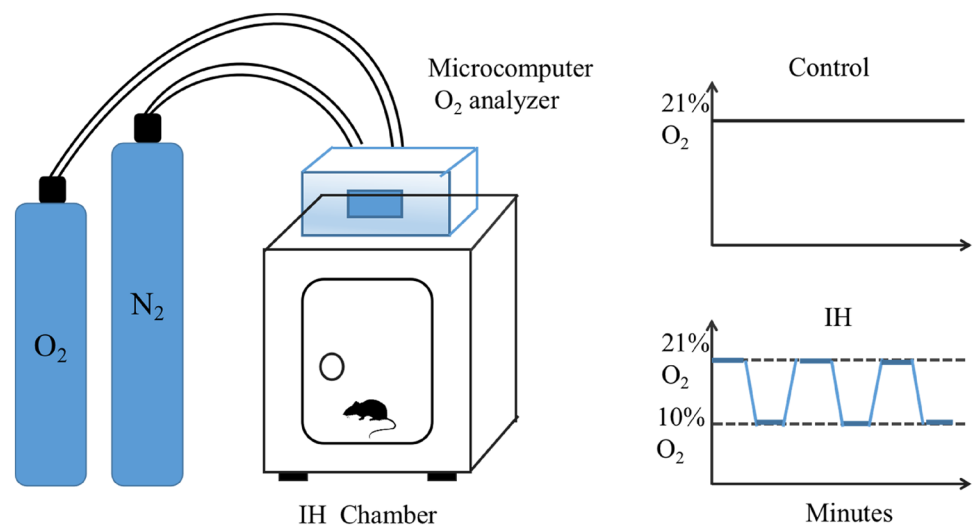 O₂
N₂
Microcomputer
O₂ analyzer
IH Chamber
Control
21%
O₂
IH
21%
O₂
10%
O₂
Minutes